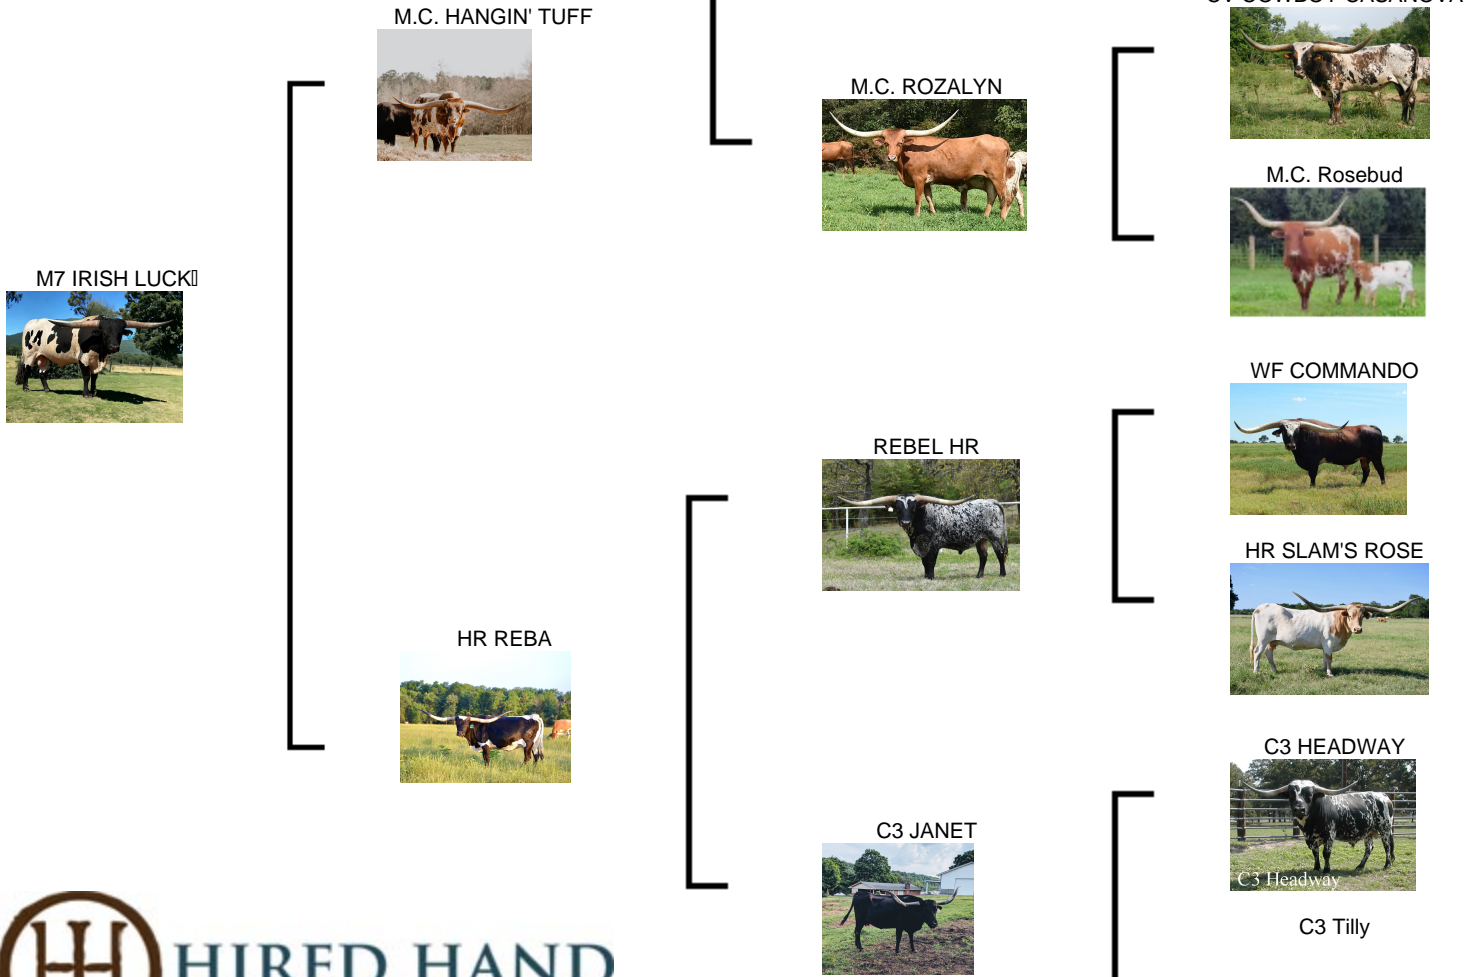 M.C. HANGIN' TUFF
M.C. ROZALYN
M.C. Rosebud
M7 IRISH LUCK
WF COMMANDO
REBEL HR
HR SLAM'S ROSE
HR REBA
C3 HEADWAY
C3 Headway
C3 JANET
C3 Tilly
HIRED HAND